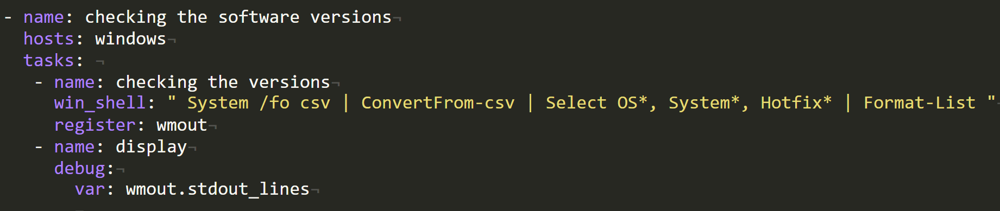 - name: checking the software versions¬
  hosts: windows¬
  tasks: ¬
   - name: checking the versions¬
     win_shell: " System /fo csv | ConvertFrom-csv | Select OS*, System*, Hotfix* | Format-List "¬
     register: wmout¬
   - name: display¬
     debug:¬
       var: wmout.stdout_lines¬